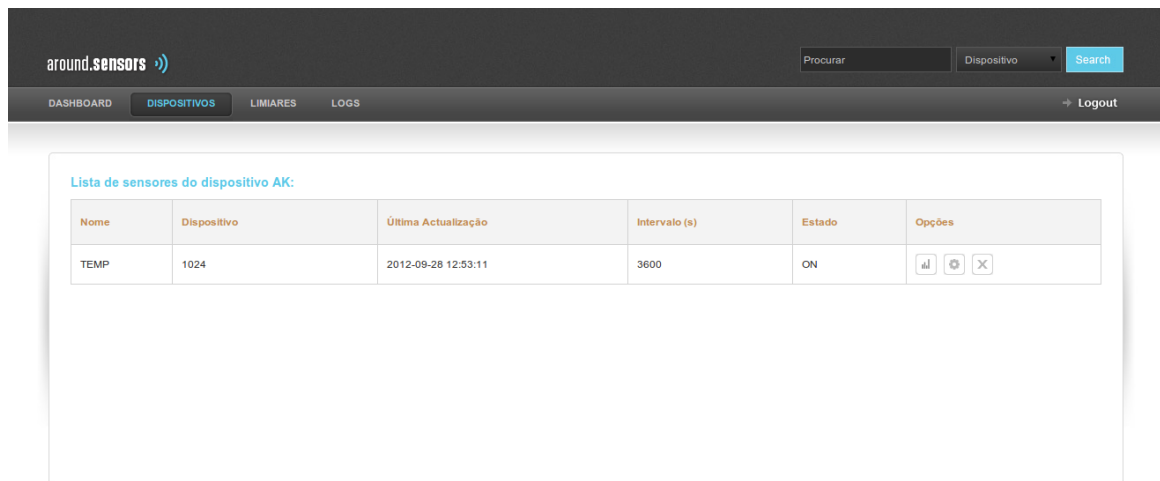 around.sensors
Procurar
Dispositivo
Search
DASHBOARD DISPOSITIVOS LIMIARES LOGS
Logout
Lista de sensores do dispositivo AK:
Nome Dispositivo Última Actualização Intervalo (s) Estado Opções
TEMP 1024 2012-09-28 12:53:11 3600 ON